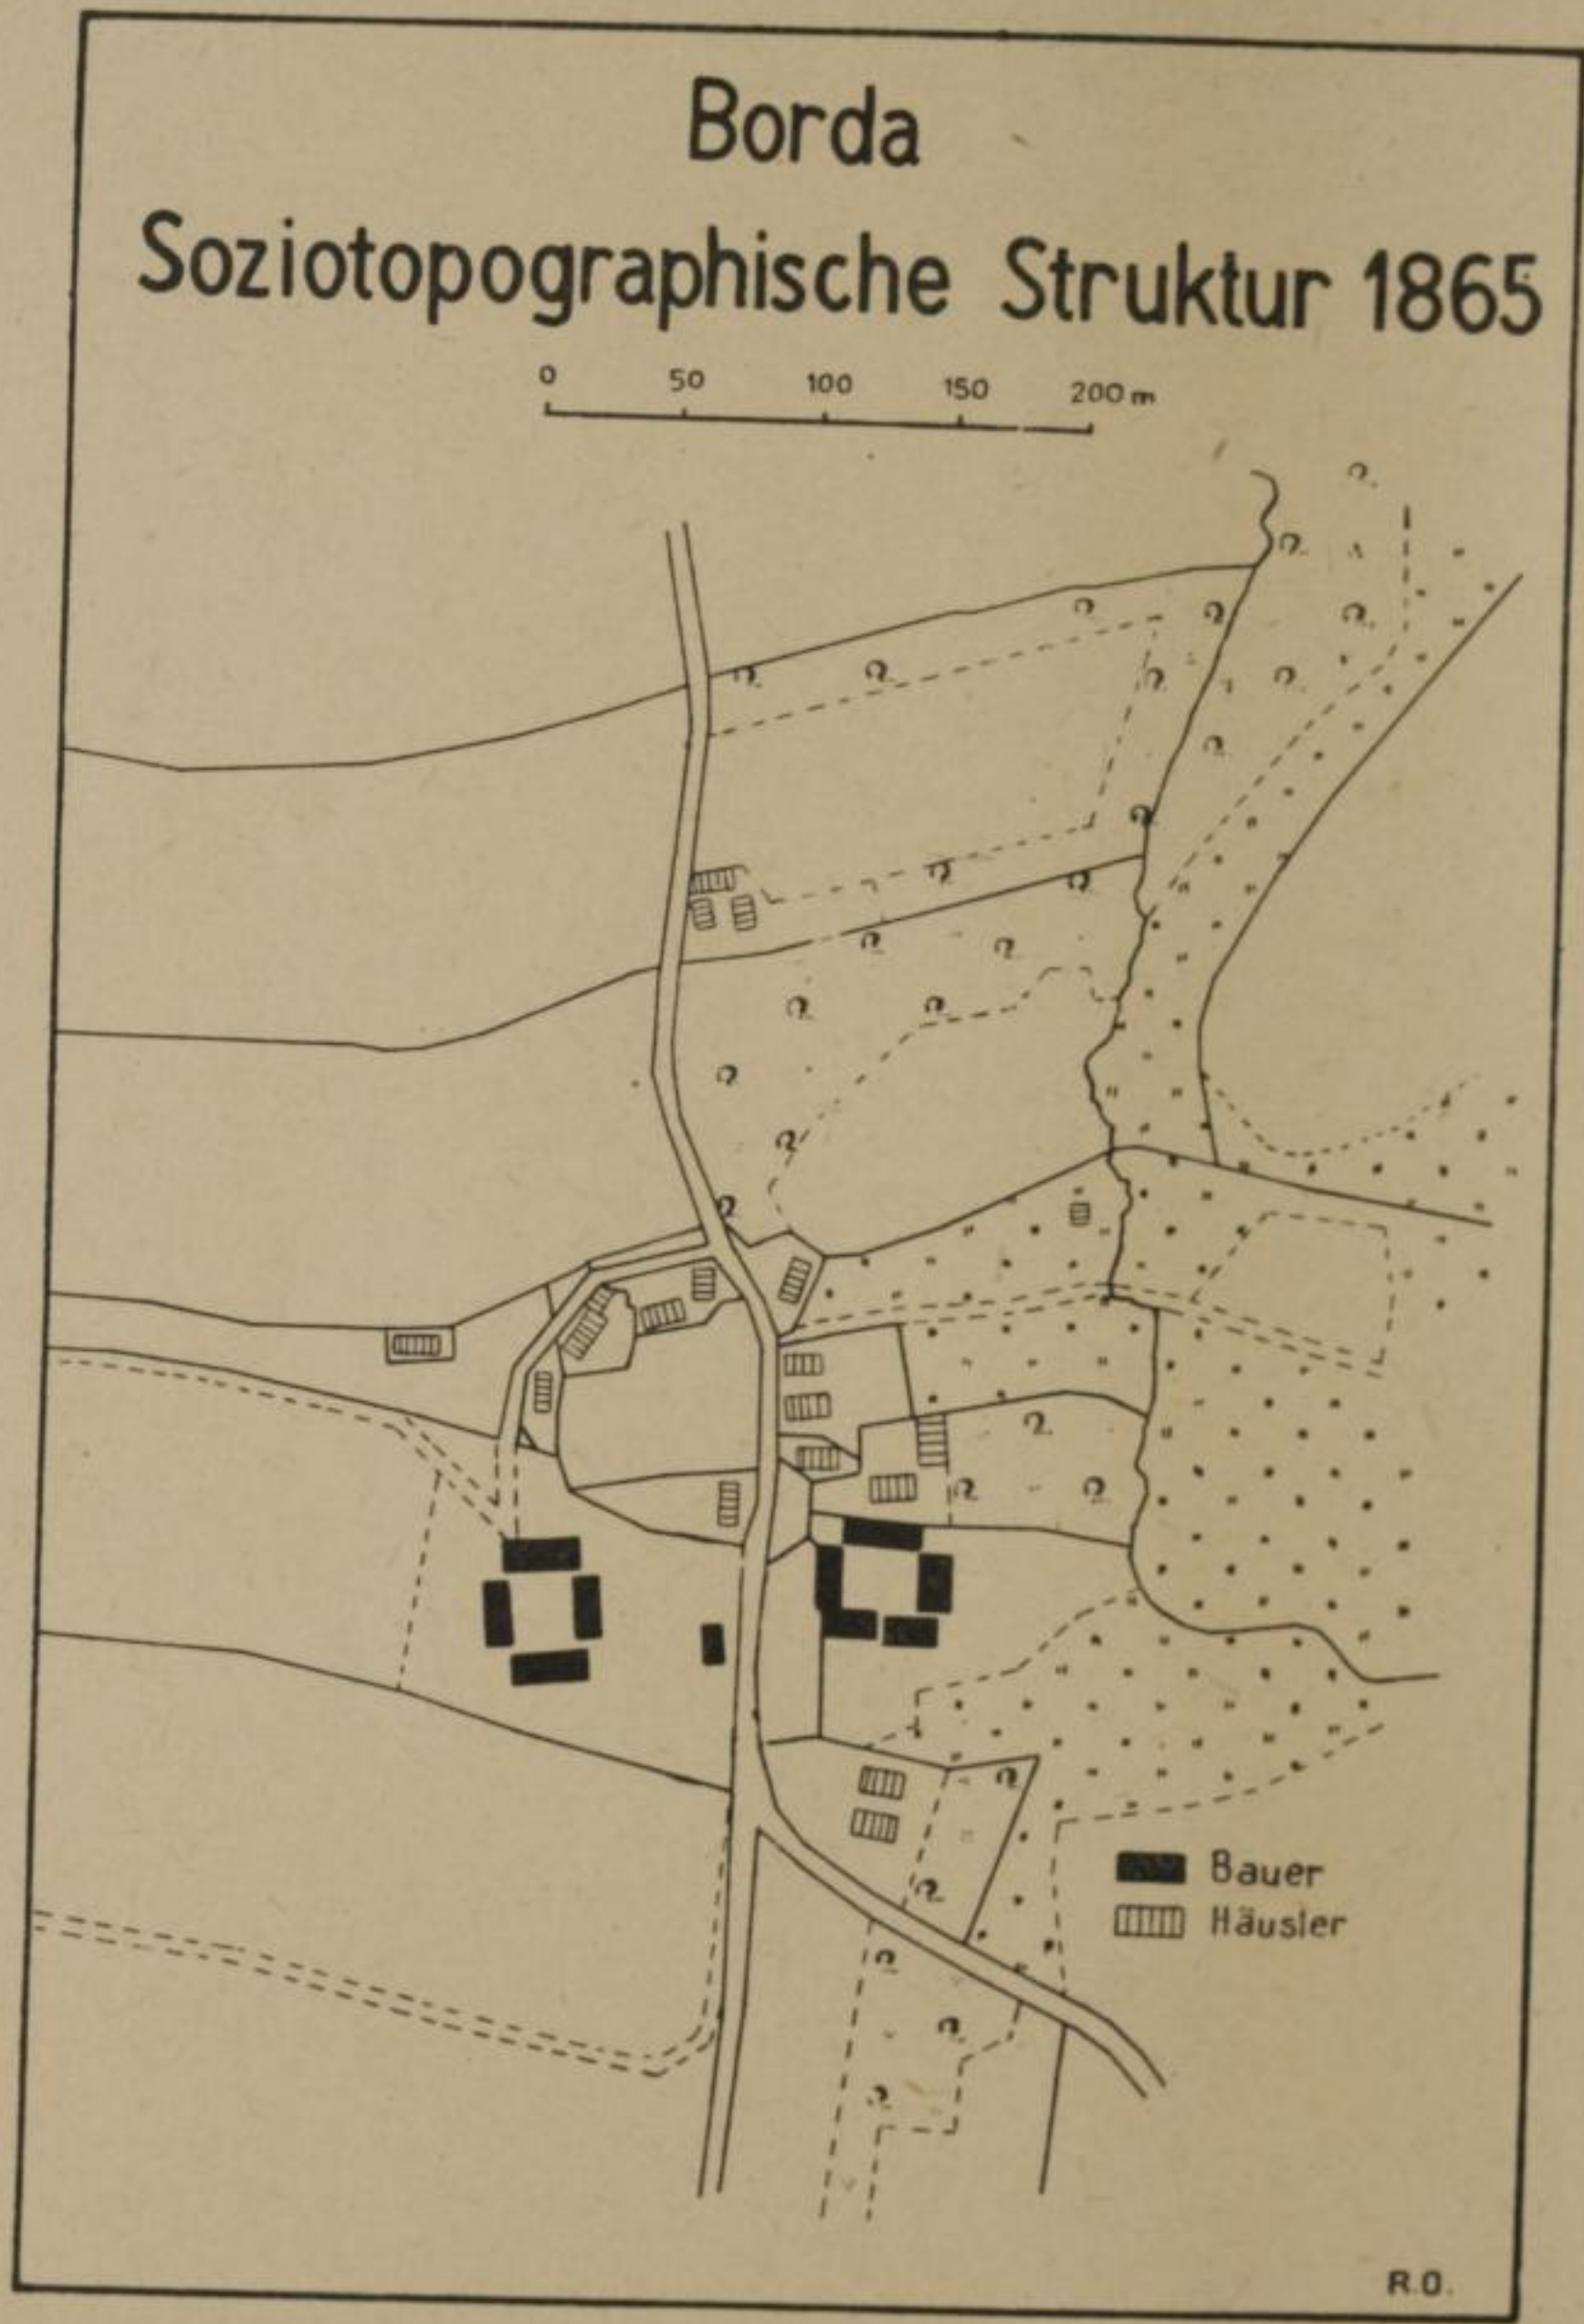 Borda
Soziotopographische Struktur 1865
0 50 100 150 200 m
Bauer
Häusler
R.O.